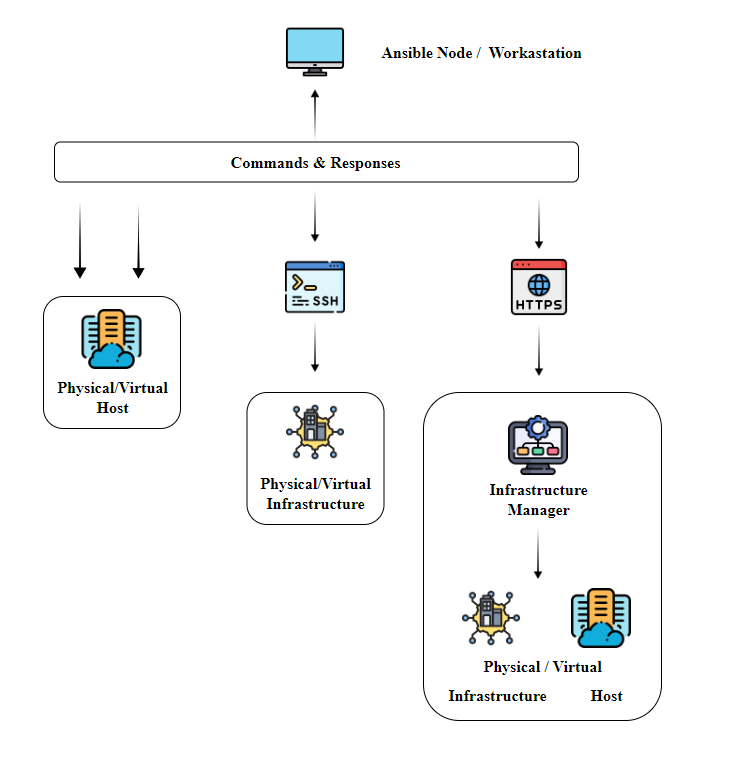 Ansible Node / Workastation
Commands & Responses
SSH
HTTPS
Physical/Virtual
Host
Physical/Virtual
Infrastructure
Infrastructure
Manager
Physical / Virtual
Infrastructure
Host